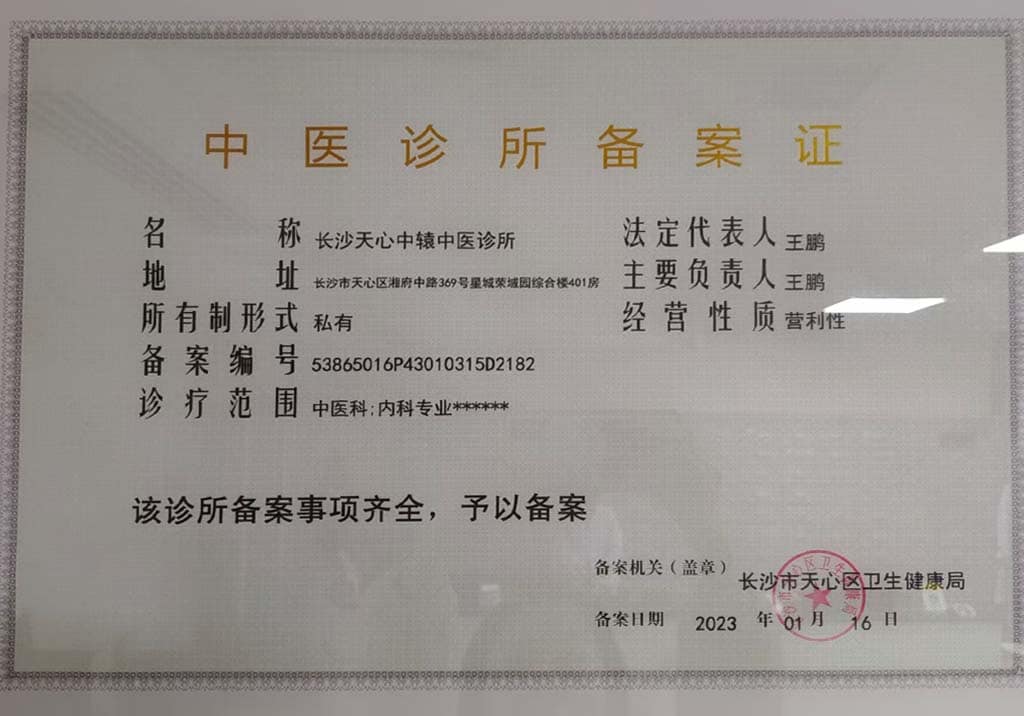 中医诊所备案证
名称 长沙天心中辕中医诊所
法定代表人 王鹏
地址 长沙市天心区湘府中路369号星城荣域园综合楼401房
主要负责人 王鹏
所有制形式 私有
经营性质 营利性
备案编号 53865016P43010315D2182
诊疗范围 中医科;内科专业******
该诊所备案事项齐全，予以备案
备案机关（盖章） 长沙市天心区卫生健康局
备案日期 2023 年 01 月 16 日